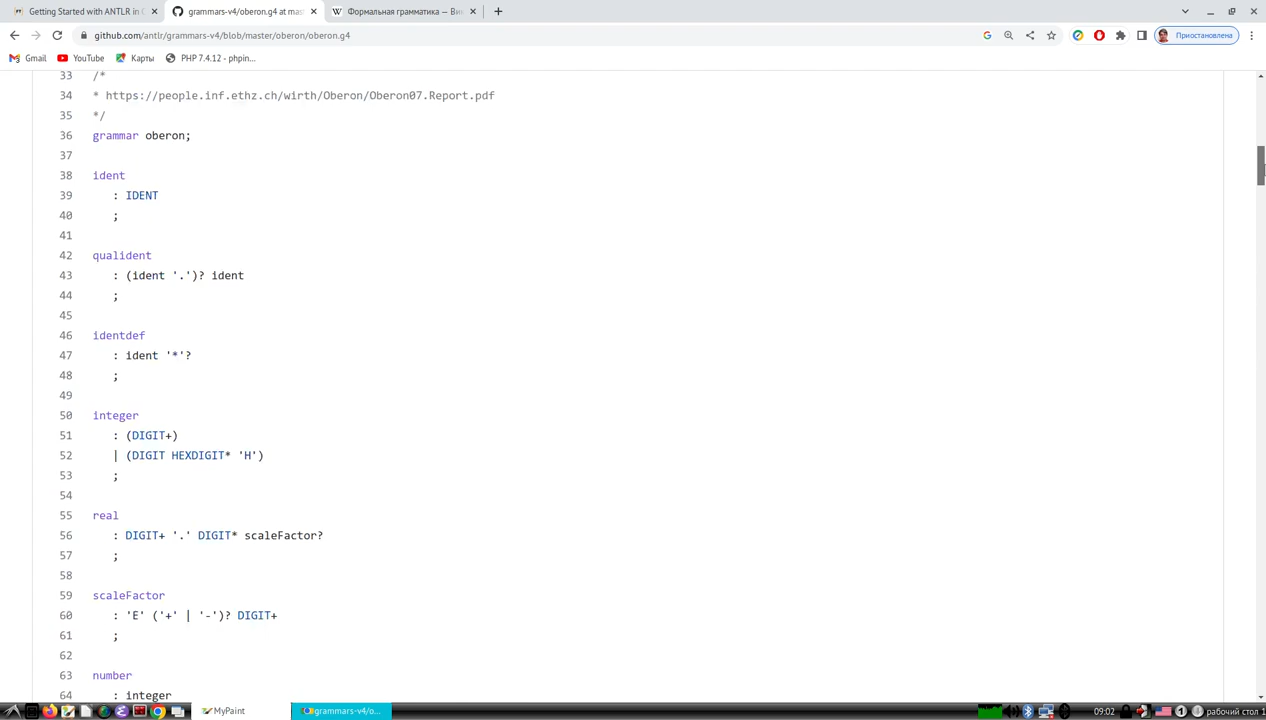 Getting Started with ANTLR in C
grammars-v4/oberon.g4 at mast
Формальная грамматика — Ви
github.com/antlr/grammars-v4/blob/master/oberon/oberon.g4
Приостановлена
Gmail
YouTube
Карты
PHP 7.4.12 - phpin...
33 /*
34 * https://people.inf.ethz.ch/wirth/Oberon/Oberon07.Report.pdf
35 */
36 grammar oberon;
37
38 ident
39 : IDENT
40 ;
41
42 qualident
43 : (ident '.')? ident
44 ;
45
46 identdef
47 : ident '*'?
48 ;
49
50 integer
51 : (DIGIT+)
52 | (DIGIT HEXDIGIT* 'H')
53 ;
54
55 real
56 : DIGIT+ '.' DIGIT* scaleFactor?
57 ;
58
59 scaleFactor
60 : 'E' ('+' | '-')? DIGIT+
61 ;
62
63 number
64 : integer
MyPaint
grammars-v4/o...
09:02
рабочий стол 1